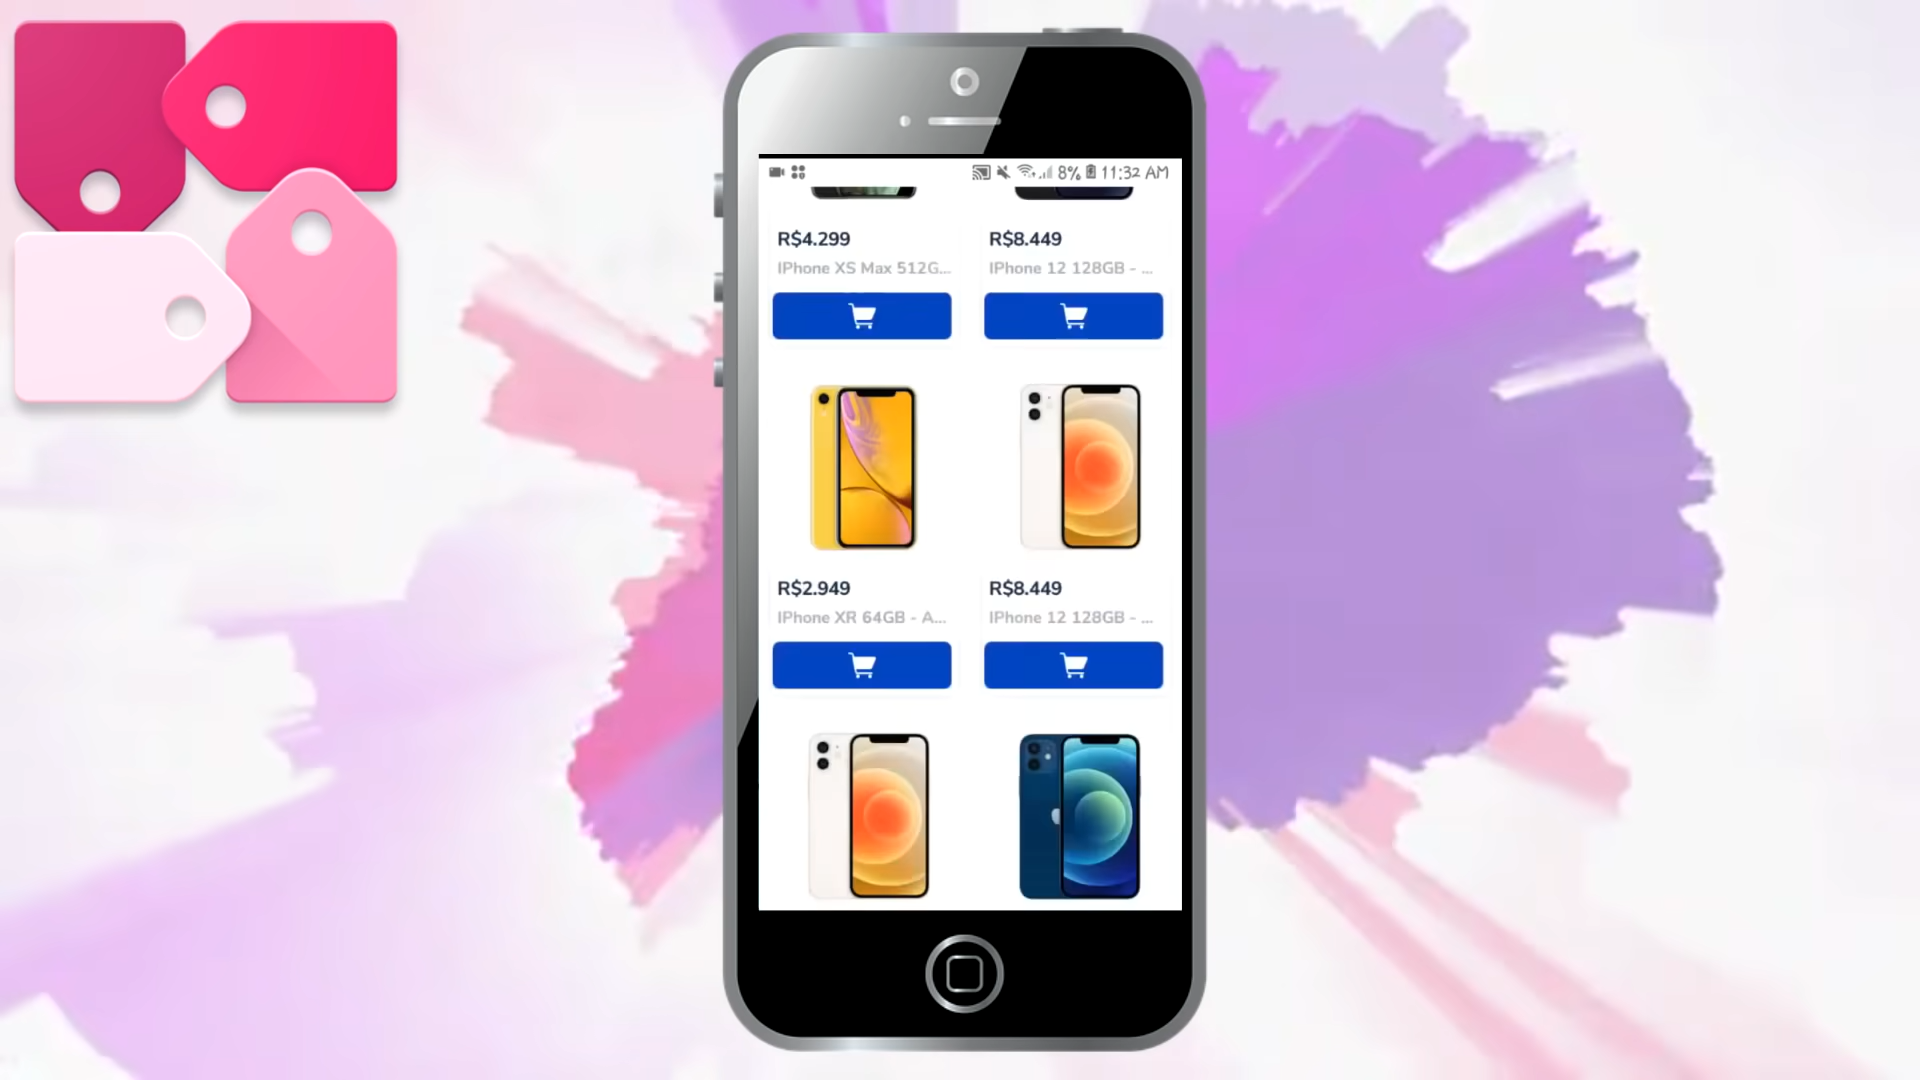 8% 11:32 AM
R$4.299 R$8.449
IPhone XS Max 512G... IPhone 12 128GB - ...
R$2.949 R$8.449
IPhone XR 64GB - A... IPhone 12 128GB - ...